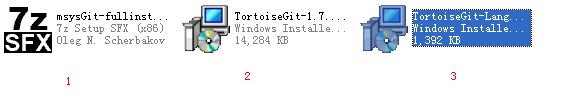 7z
SFX
msysGit-fullinst...
7z Setup SFX (x86)
Oleg N. Scherbakov
TortoiseGit-1.7....
Windows Installe...
14,284 KB
TortoiseGit-Lang...
Windows Installe...
1,392 KB
1
2
3